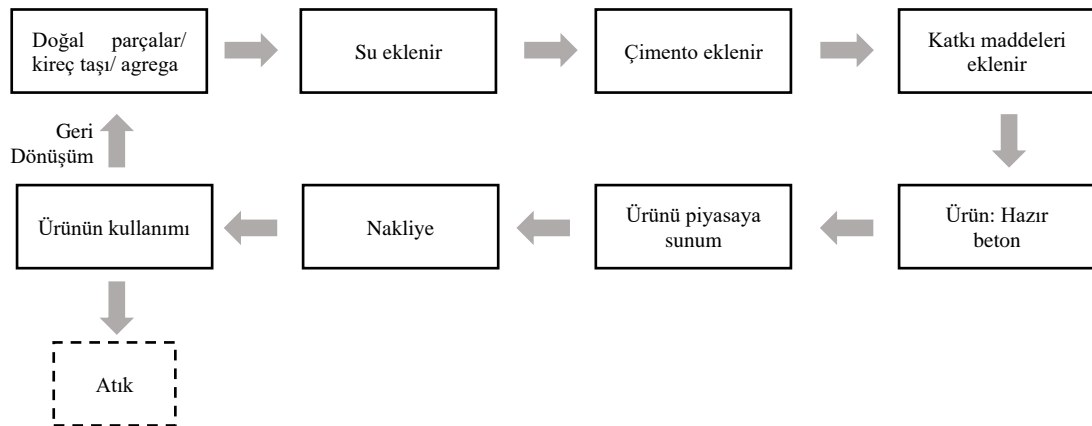 Doğal parçalar/
kireç taşı/ agrega
Su eklenir
Çimento eklenir
Katkı maddeleri
eklenir
Geri
Dönüşüm
Ürünün kullanımı
Nakliye
Ürünü piyasaya
sunum
Ürün: Hazır
beton
Atık